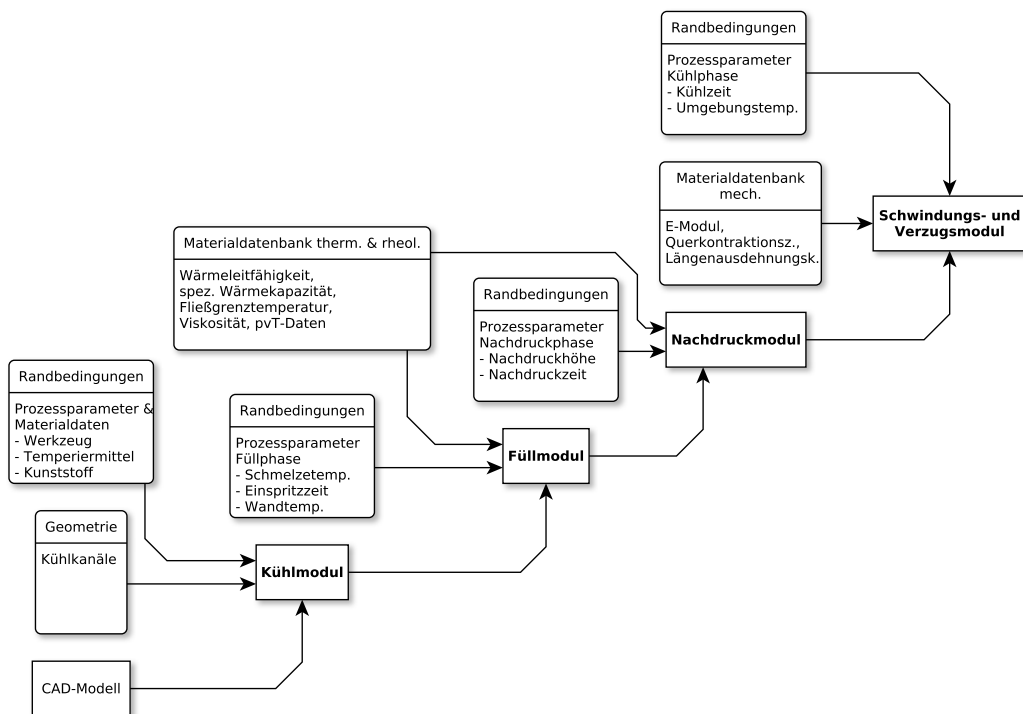 Randbedingungen
Prozessparameter
Kühlphase
- Kühlzeit
- Umgebungstemp.
Materialdatenbank
mech.
E-Modul,
Querkontraktionsz.,
Längenausdehnungsk.
Schwindungs- und
Verzugsmodul
Materialdatenbank therm. & rheol.
Wärmeleitfähigkeit,
spez. Wärmekapazität,
Fließgrenztemperatur,
Viskosität, pvT-Daten
Randbedingungen
Prozessparameter
Nachdruckphase
- Nachdruckhöhe
- Nachdruckzeit
Nachdruckmodul
Randbedingungen
Prozessparameter &
Materialdaten
- Werkzeug
- Temperiermittel
- Kunststoff
Randbedingungen
Prozessparameter
Füllphase
- Schmelzetemp.
- Einspritzzeit
- Wandtemp.
Füllmodul
Geometrie
Kühlkanäle
Kühlmodul
CAD-Modell